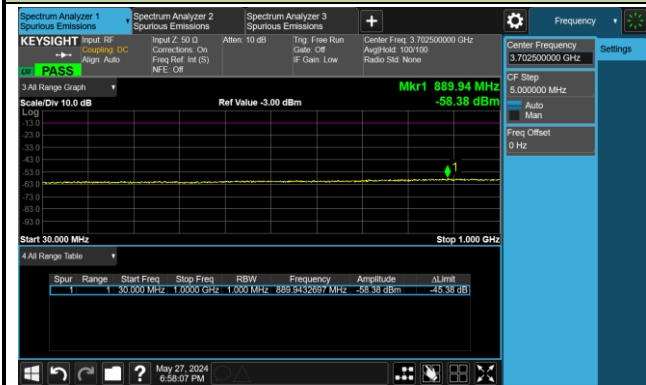 Spectrum Analyzer 1
Spurious Emissions
Spectrum Analyzer 2
Spurious Emissions
Spectrum Analyzer 3
Spurious Emissions
+
Frequency
KEYSIGHT
Input: RF
Coupling: DC
Align: Auto
Input Z: 50 Ω
Corrections: On
Freq Ref: Int (S)
NFE: Off
Atten: 10 dB
Trig: Free Run
Gate: Off
IF Gain: Low
Center Freq: 3.702500000 GHz
Avg|Hold: 100/100
Radio Std: None
PASS
Center Frequency
3.702500000 GHz
Settings
CF Step
5.000000 MHz
Auto
Man
Freq Offset
0 Hz
3 All Range Graph
Mkr1 889.94 MHz
Scale/Div 10.0 dB
Ref Value -3.00 dBm
-58.38 dBm
Log
-13.0
-23.0
-33.0
-43.0
-53.0
-63.0
-73.0
-83.0
-93.0
1
Start 30.000 MHz
Stop 1.000 GHz
4 All Range Table
Spur Range Start Freq Stop Freq RBW Frequency Amplitude ΔLimit
1 1 30.000 MHz 1.0000 GHz 1.000 MHz 889.9432697 MHz -58.38 dBm -45.38 dB
?
May 27, 2024
6:58:07 PM